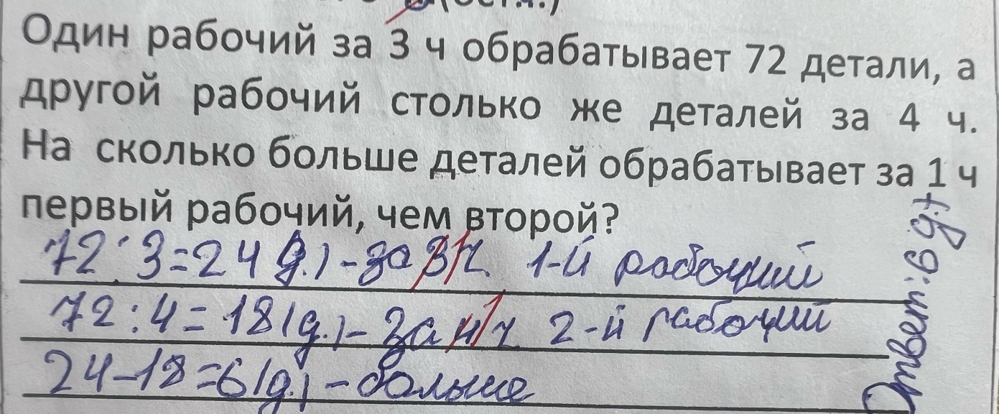 Один рабочий за 3 ч обрабатывает 72 детали, а
другой рабочий столько же деталей за 4 ч.
На сколько больше деталей обрабатывает за 1 ч
первый рабочий, чем второй?
72:3=24(д.)-за 1 ч. 1-й рабочий
72:4=18(д.)-за 1 ч 2-й рабочий
24-18=6(д.)-больше
Ответ: 6 д.